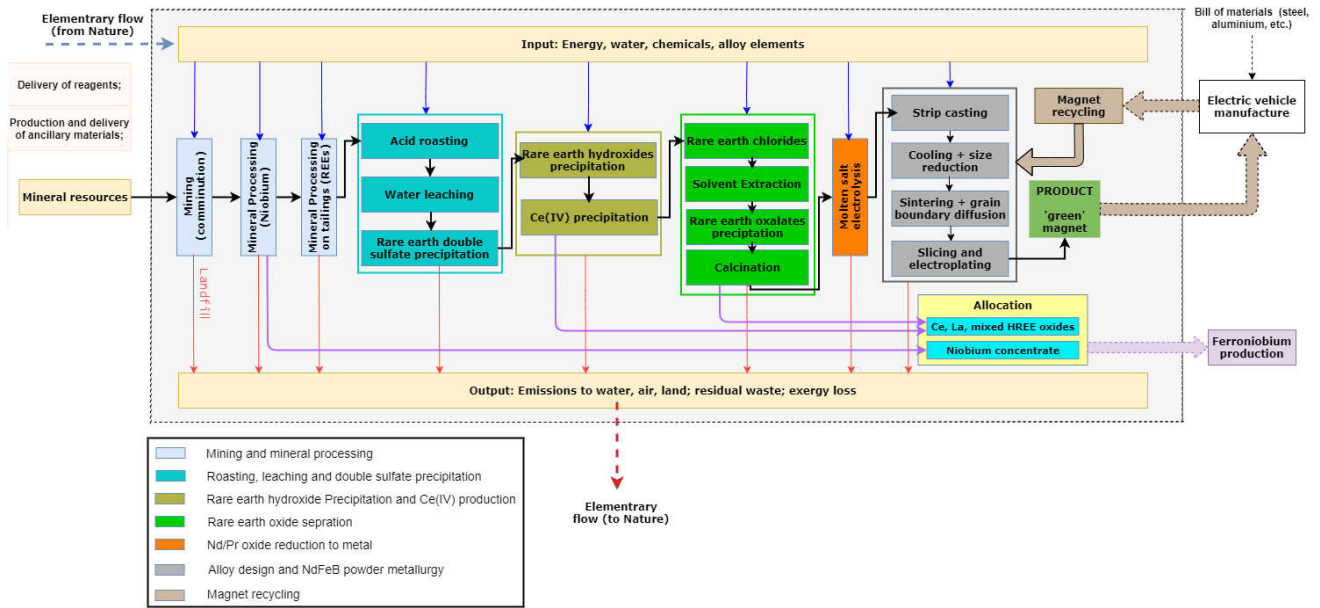 Elementary flow
(from Nature)
Input: Energy, water, chemicals, alloy elements
Bill of materials (steel,
aluminium, etc.)
Delivery of reagents;
Production and delivery
of ancillary materials;
Mineral resources
Mining
(comminution)
Mineral Processing
(Niobium)
Mineral Processing
on tailings (REEs)
Acid roasting
Water leaching
Rare earth double
sulfate precipitation
Rare earth hydroxides
precipitation
Ce(IV) precipitation
Rare earth chlorides
Solvent Extraction
Rare earth oxalates
preciptation
Calcination
Molten salt
electrolysis
Strip casting
Cooling + size
reduction
Sintering + grain
boundary diffusion
Slicing and
electroplating
Magnet
recycling
PRODUCT
'green'
magnet
Electric vehicle
manufacture
Landfill
Allocation
Ce, La, mixed HREE oxides
Niobium concentrate
Ferroniobium
production
Output: Emissions to water, air, land; residual waste; exergy loss
Elementary
flow (to Nature)
Mining and mineral processing
Roasting, leaching and double sulfate precipitation
Rare earth hydroxide Precipitation and Ce(IV) production
Rare earth oxide sepration
Nd/Pr oxide reduction to metal
Alloy design and NdFeB powder metallurgy
Magnet recycling